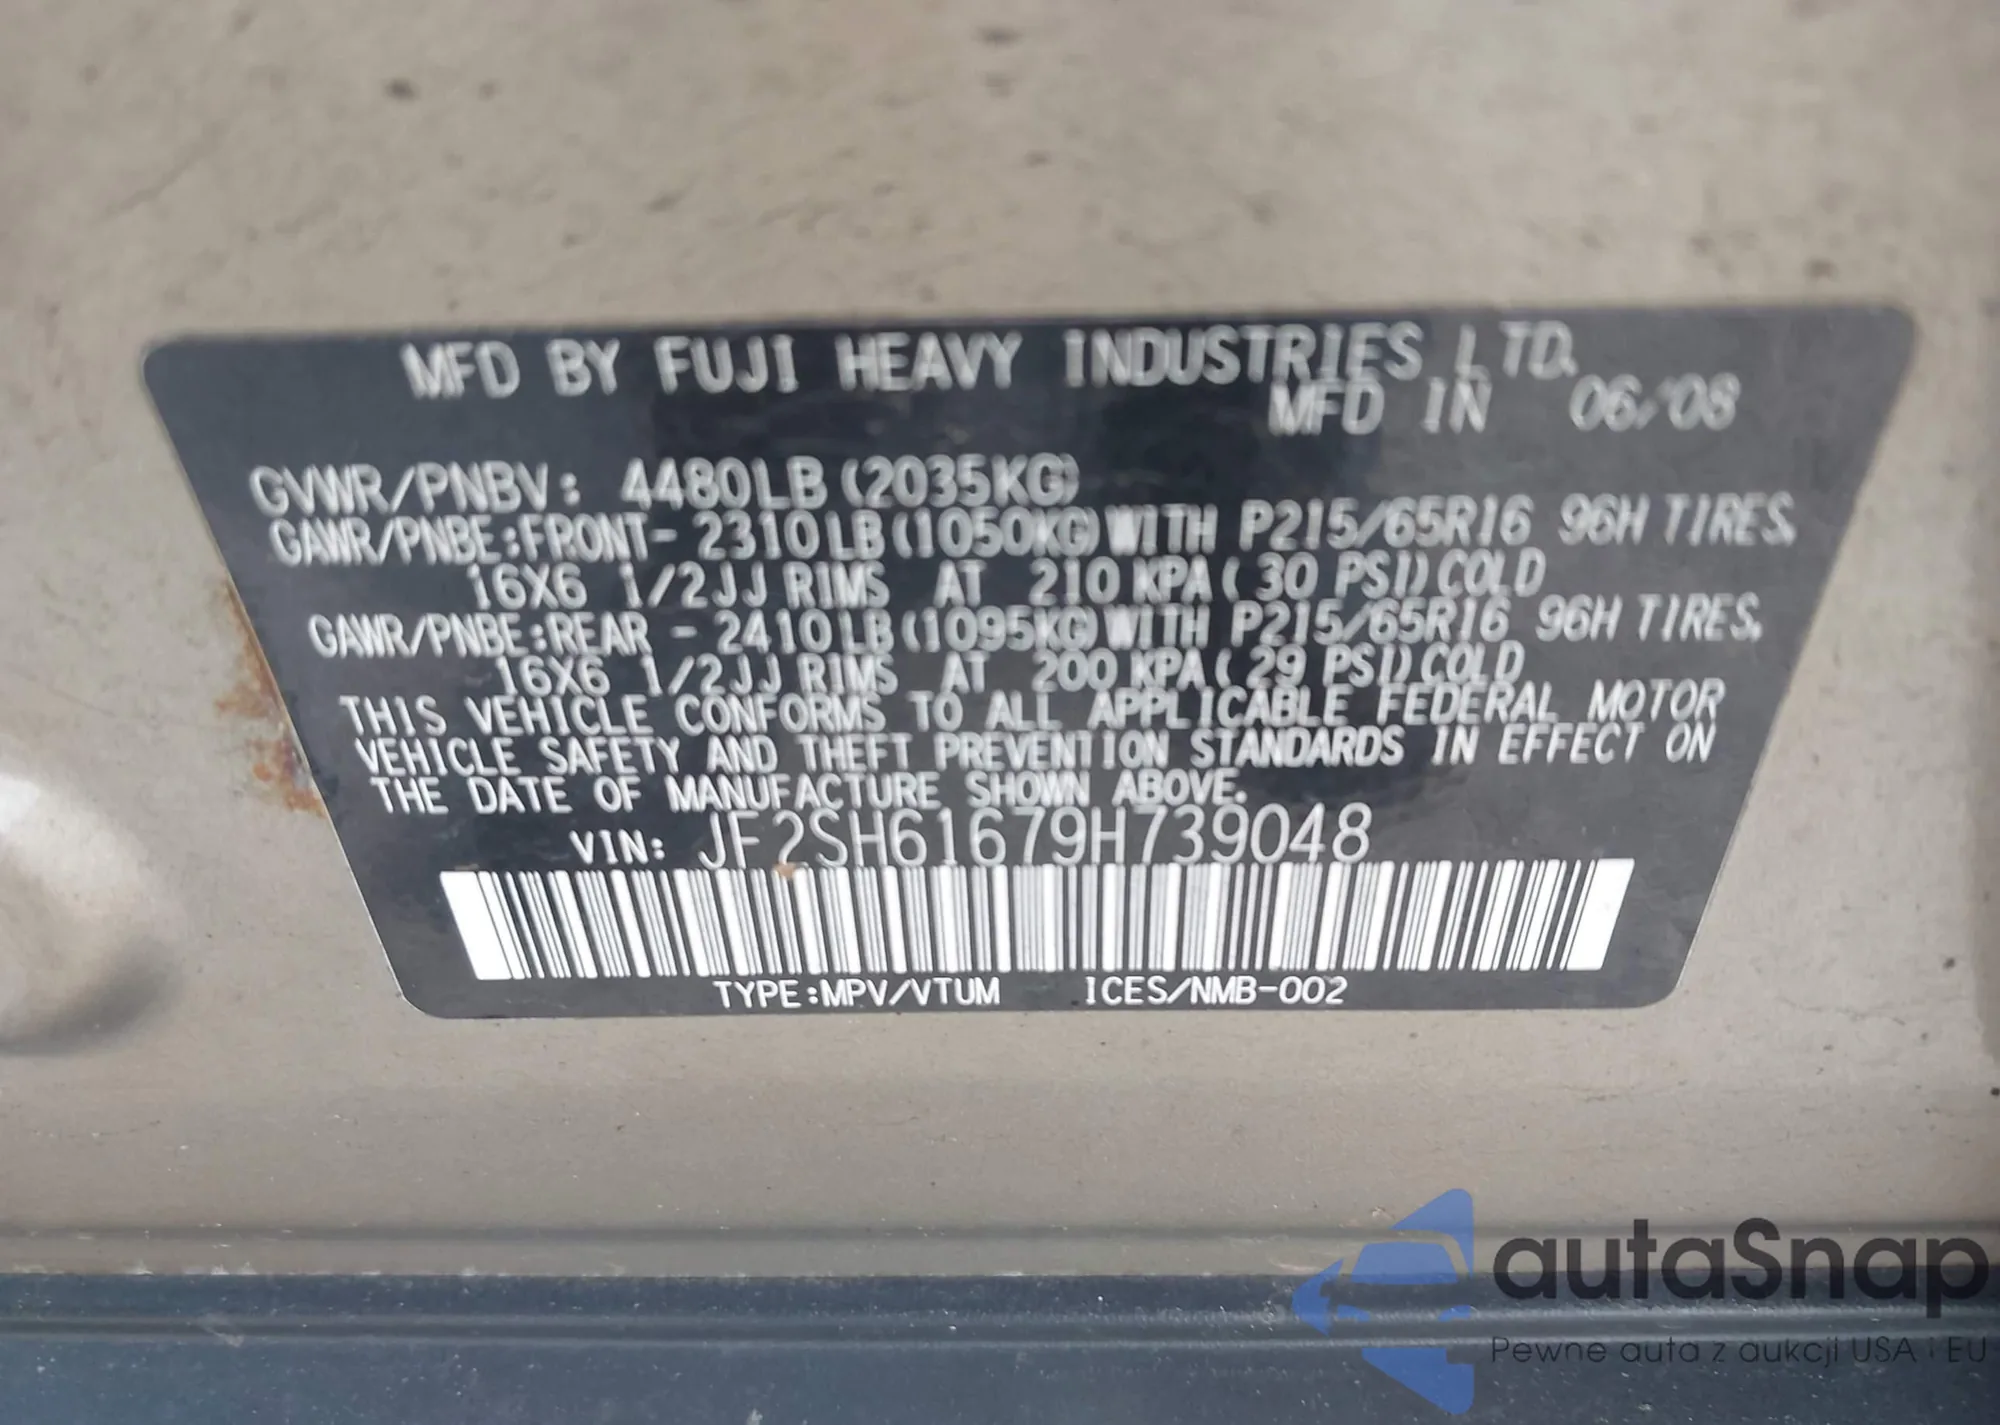 MFD BY FUJI HEAVY INDUSTRIES LTD.
MFD IN 06/'08
GVWR/PNBV: 4480LB (2035KG)
GAWR/PNBE:FRONT- 2310LB(1050KG)WITH P215/65R16 96H TIRES,
16X6 1/2JJ RIMS AT 210 KPA( 30 PSI)COLD
GAWR/PNBE:REAR - 2410LB(1095KG)WITH P215/65R16 96H TIRES,
16X6 1/2JJ RIMS AT 200 KPA( 29 PSI)COLD
THIS VEHICLE CONFORMS TO ALL APPLICABLE FEDERAL MOTOR
VEHICLE SAFETY AND THEFT PREVENTION STANDARDS IN EFFECT ON
THE DATE OF MANUFACTURE SHOWN ABOVE.
VIN: JF2SH61679H739048
TYPE:MPV/VTUM ICES/NMB-002
autaSnap
Pewne auta z aukcji USA i EU